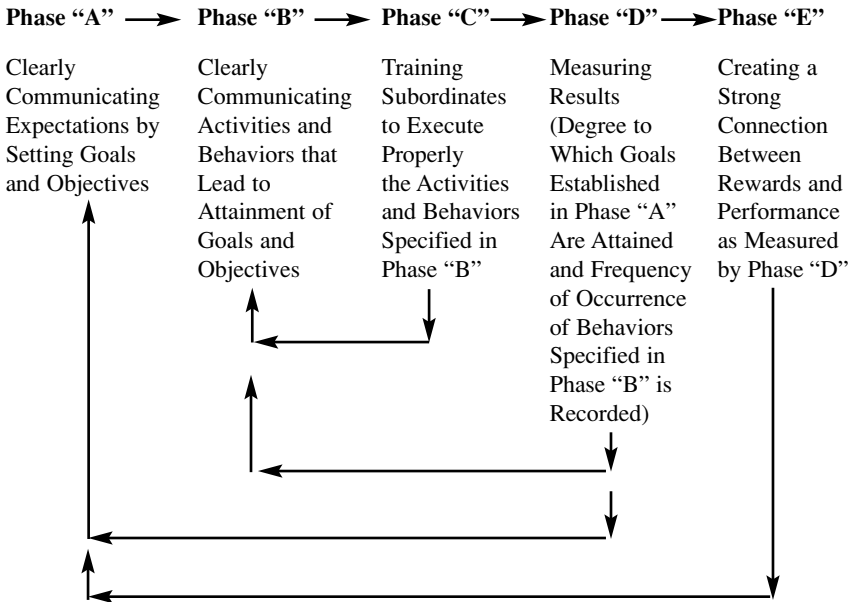 Phase “A” Phase “B” Phase “C” Phase “D” Phase “E”
Clearly
Communicating
Expectations by
Setting Goals
and Objectives
Clearly
Communicating
Activities and
Behaviors that
Lead to
Attainment of
Goals and
Objectives
Training
Subordinates
to Execute
Properly
the Activities
and Behaviors
Specified in
Phase “B”
Measuring
Results
(Degree to
Which Goals
Established
in Phase “A”
Are Attained
and Frequency
of Occurrence
of Behaviors
Specified in
Phase “B” is
Recorded)
Creating a
Strong
Connection
Between
Rewards and
Performance
as Measured
by Phase “D”